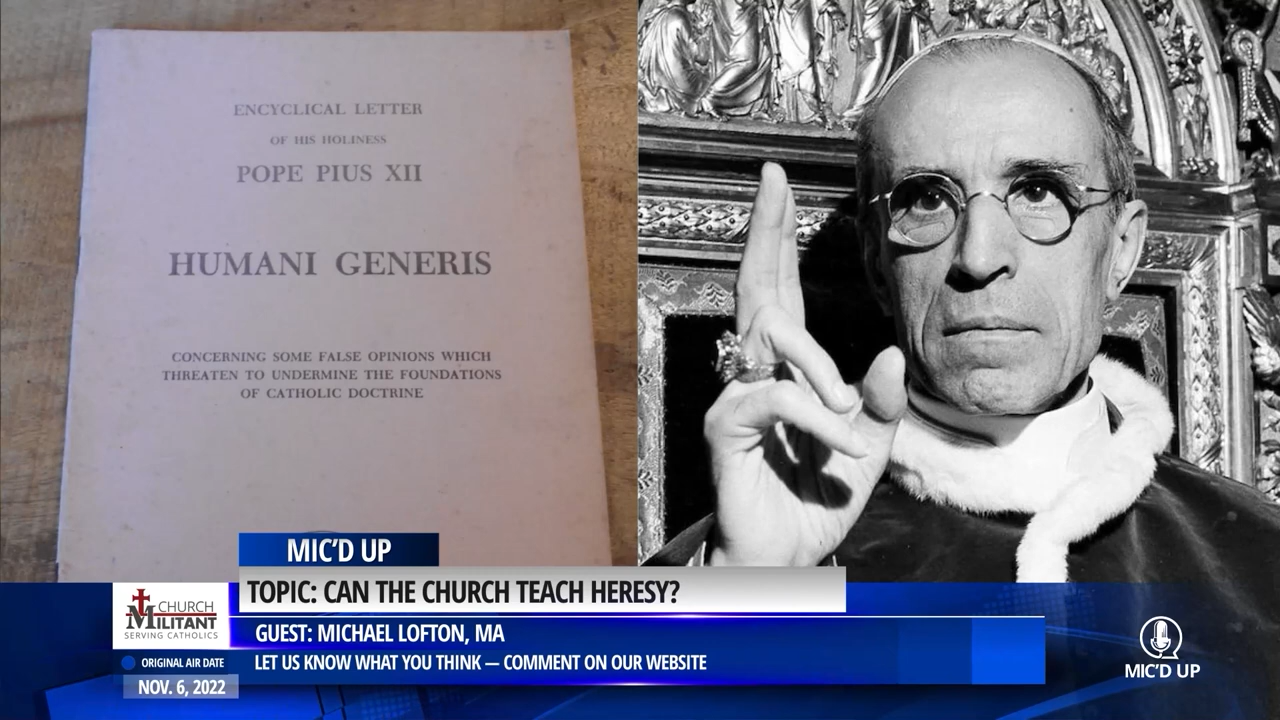 ENCYCLICAL LETTER
OF HIS HOLINESS
POPE PIUS XII
HUMANI GENERIS
CONCERNING SOME FALSE OPINIONS WHICH
THREATEN TO UNDERMINE THE FOUNDATIONS
OF CATHOLIC DOCTRINE
MIC'D UP
TOPIC: CAN THE CHURCH TEACH HERESY?
CHURCH
MILITANT
SERVING CATHOLICS
GUEST: MICHAEL LOFTON, MA
ORIGINAL AIR DATE
LET US KNOW WHAT YOU THINK — COMMENT ON OUR WEBSITE
NOV. 6, 2022
MIC'D UP